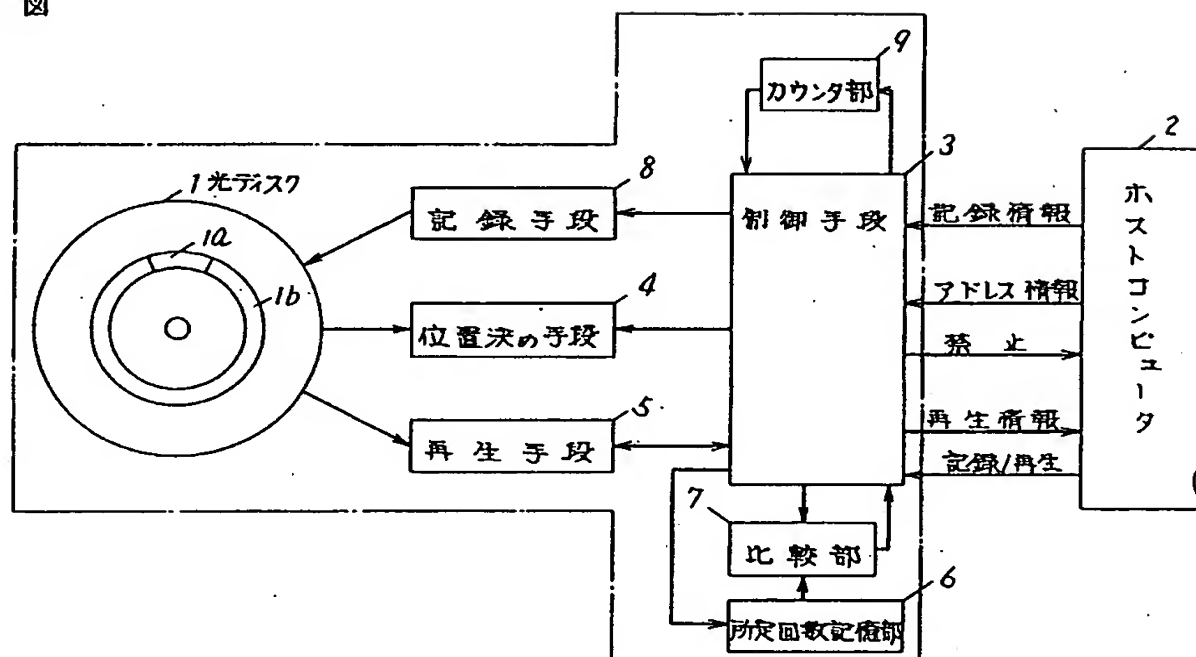 図
9
カウンタ部
2
3
1光ディスク
8
記録手段
制御手段
記録情報
ホストコンピュータ
1a
1b
4
アドレス情報
位置決め手段
禁止
5
再生情報
再生手段
記録/再生
7
比較部
6
所定回数記憶部